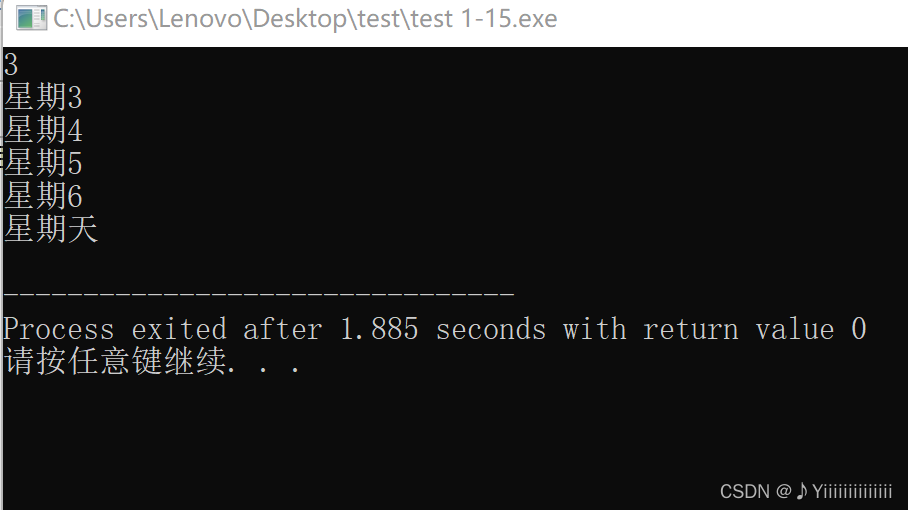 C:\Users\Lenovo\Desktop\test\test 1-15.exe
3
星期3
星期4
星期5
星期6
星期天
--------------------------------
Process exited after 1.885 seconds with return value 0
请按任意键继续. . .
CSDN @♪Yiiiiiiiiiiiiii